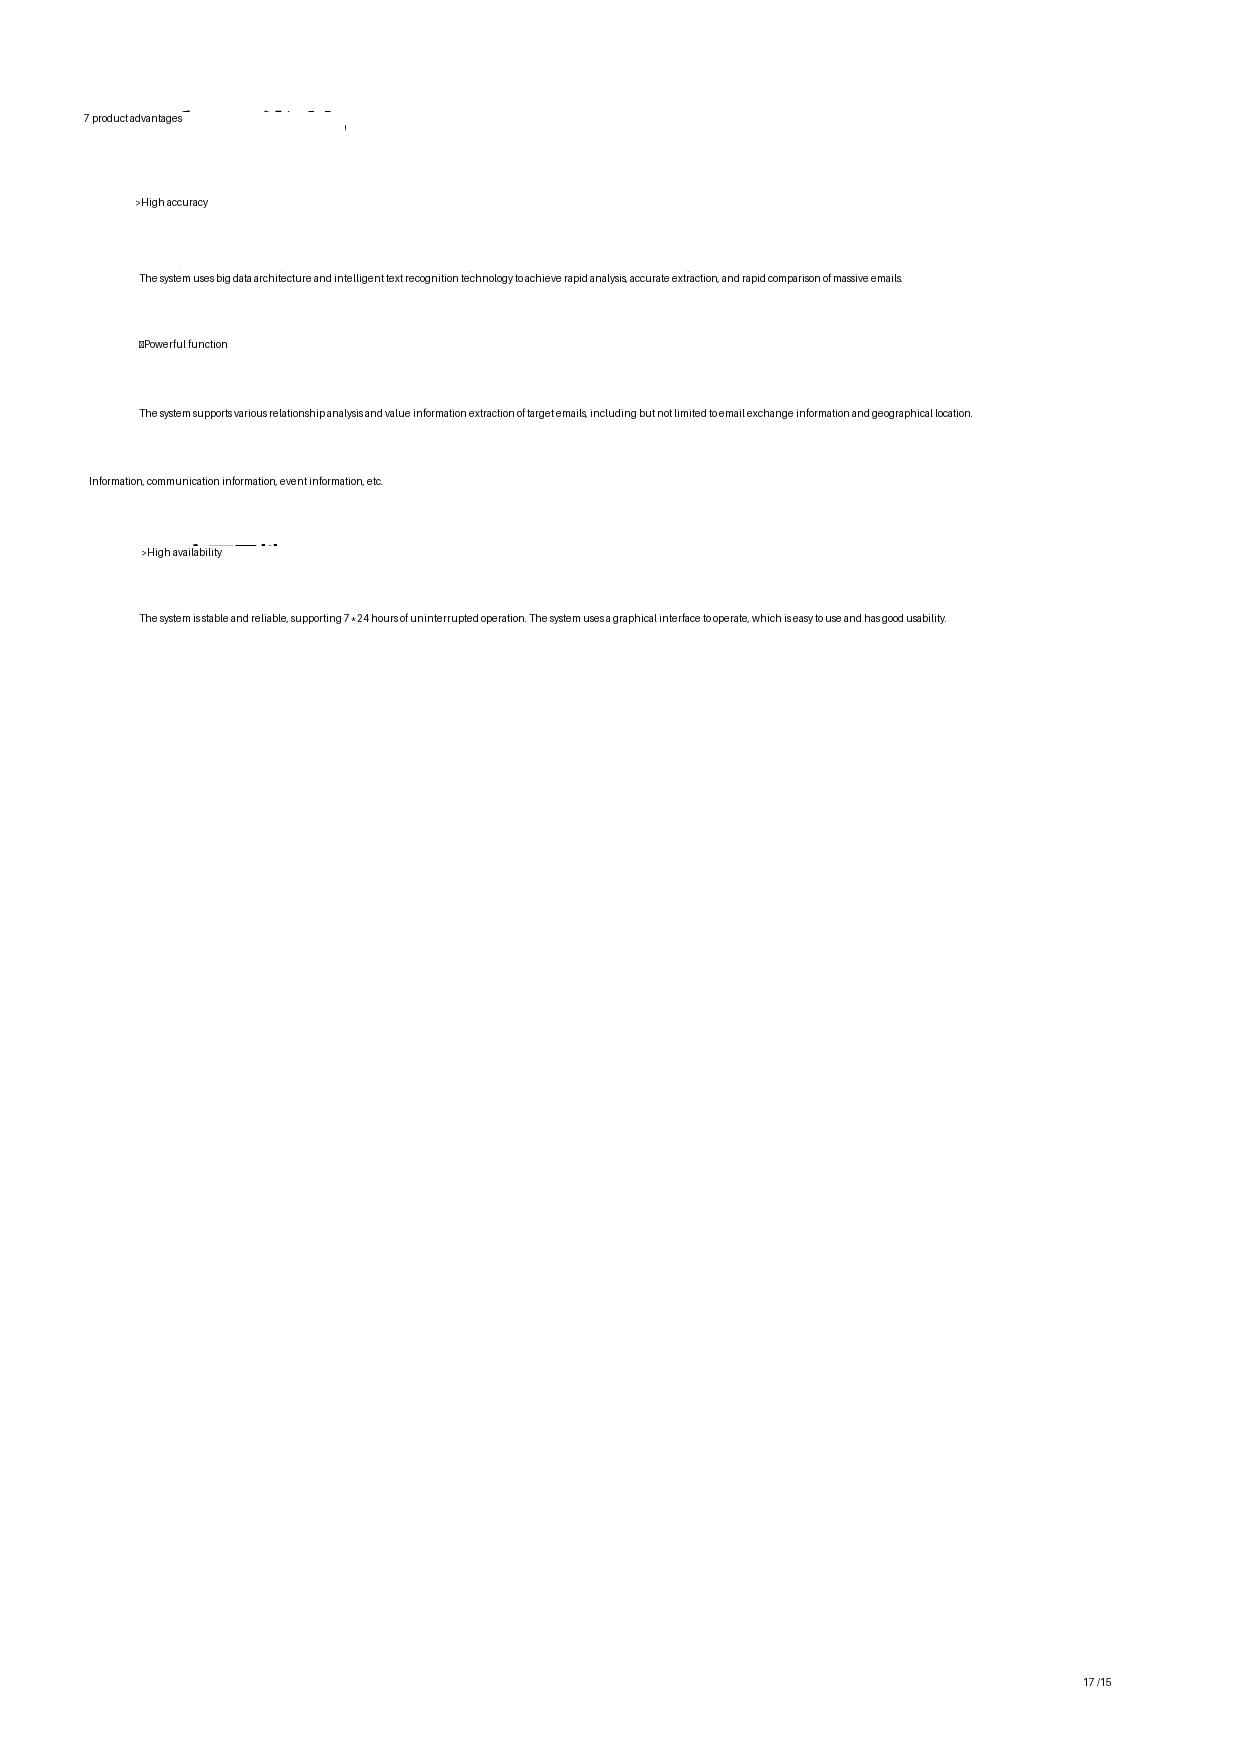 7 product advantages
>High accuracy
The system uses big data architecture and intelligent text recognition technology to achieve rapid analysis, accurate extraction, and rapid comparison of massive emails.
Powerful function
The system supports various relationship analysis and value information extraction of target emails, including but not limited to email exchange information and geographical location.
Information, communication information, event information, etc.
>High availability
The system is stable and reliable, supporting 7*24 hours of uninterrupted operation. The system uses a graphical interface to operate, which is easy to use and has good usability.
17 /15